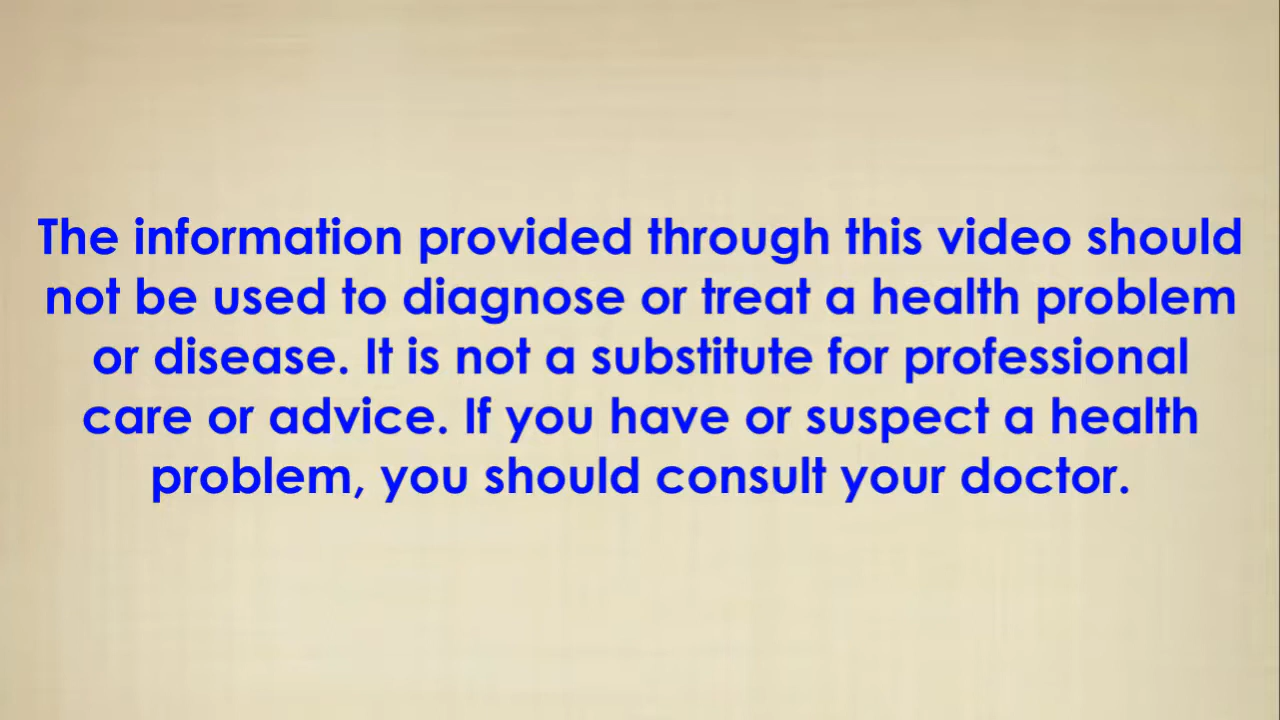 The information provided through this video should
not be used to diagnose or treat a health problem
or disease. It is not a substitute for professional
care or advice. If you have or suspect a health
problem, you should consult your doctor.